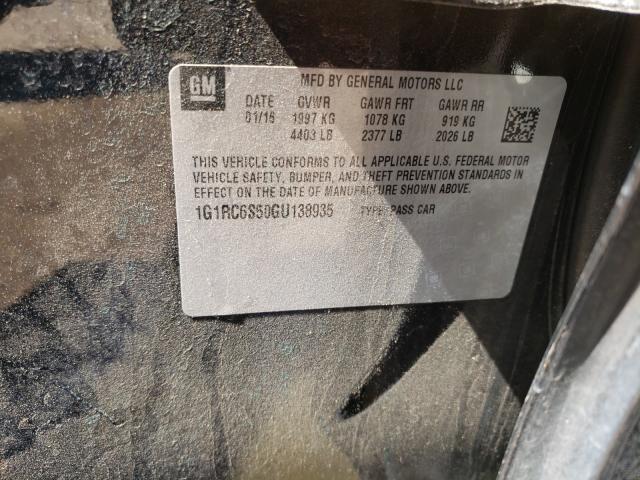 GM
MFD BY GENERAL MOTORS LLC
DATE GVWR GAWR FRT GAWR RR
01/16 1997 KG 1078 KG 919 KG
4403 LB 2377 LB 2026 LB
THIS VEHICLE CONFORMS TO ALL APPLICABLE U.S. FEDERAL MOTOR
VEHICLE SAFETY, BUMPER, AND THEFT PREVENTION STANDARDS IN
EFFECT ON THE DATE OF MANUFACTURE SHOWN ABOVE.
1G1RC6S50GU138935 TYPE: PASS CAR